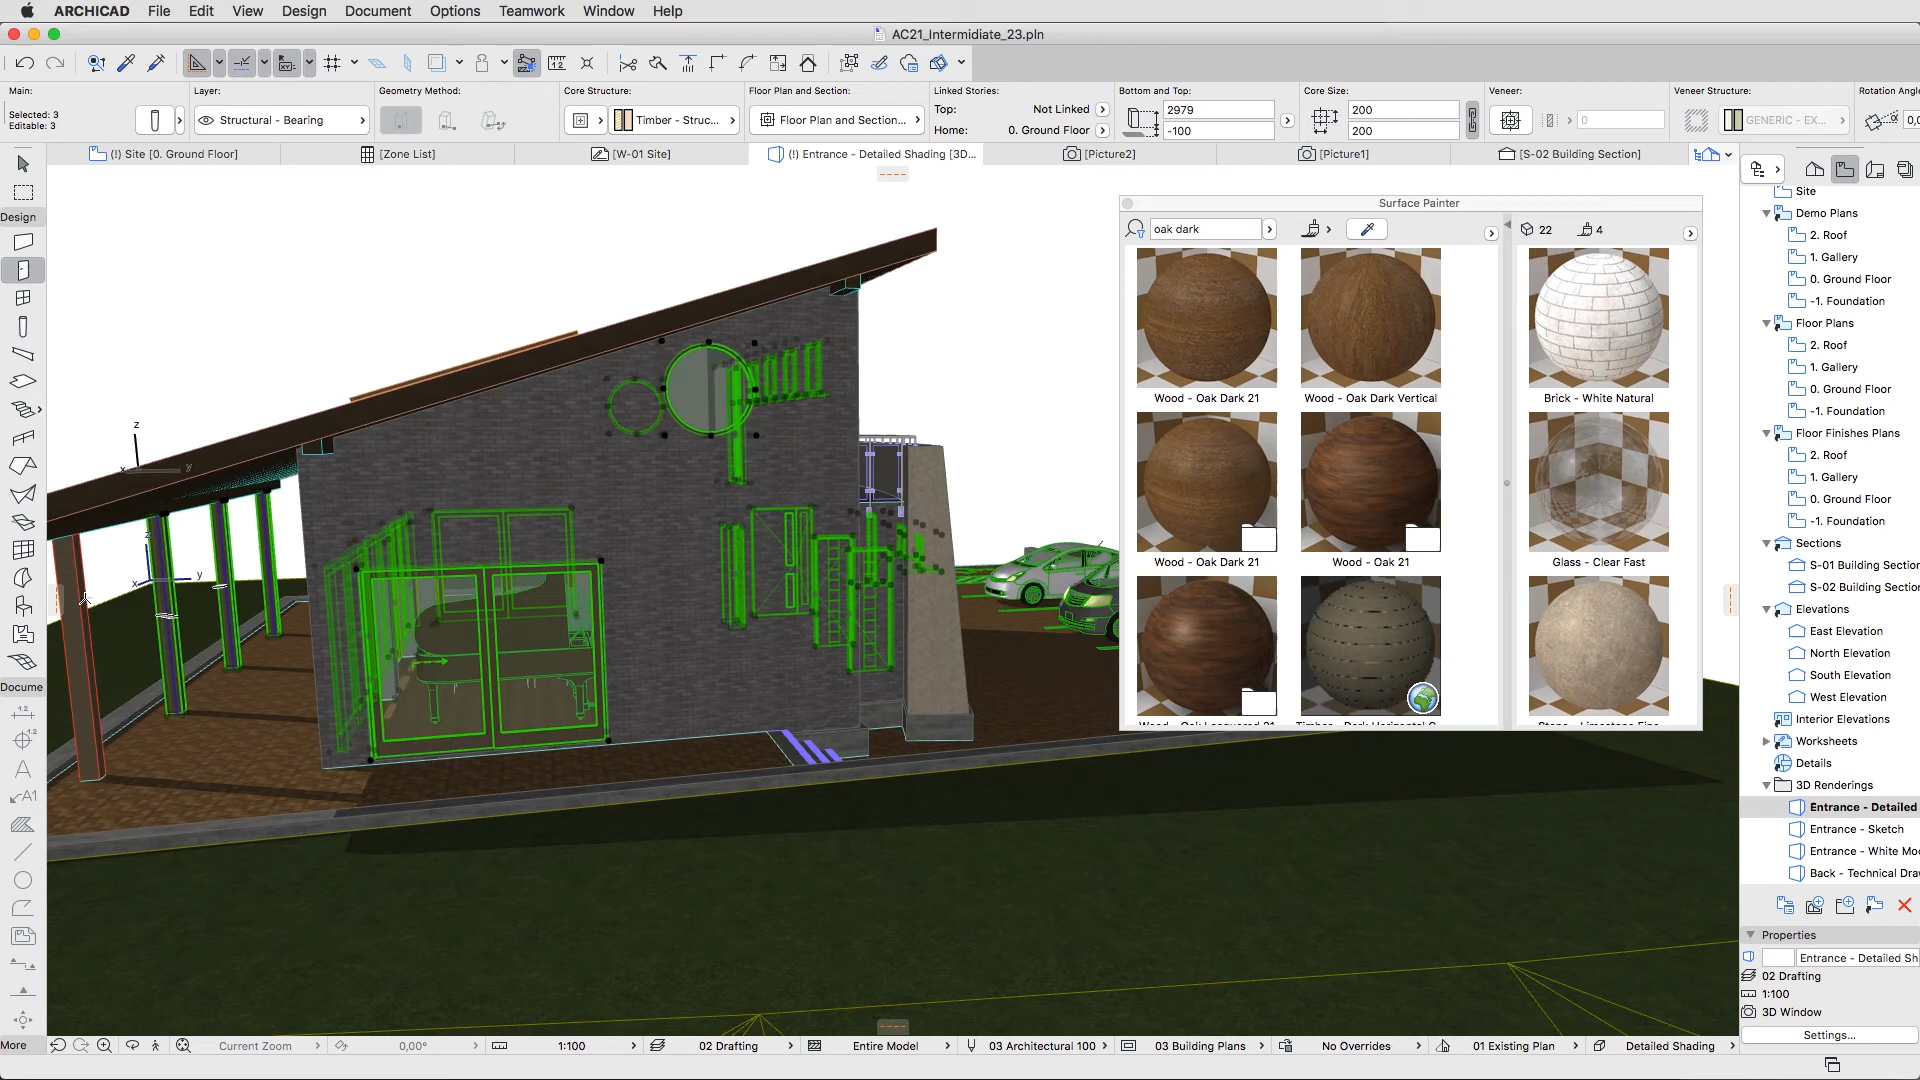 ARCHICAD File Edit View Design Document Options Teamwork Window Help
AC21_Intermidiate_23.pln
Main: Layer: Geometry Method: Core Structure: Floor Plan and Section: Linked Stories: Bottom and Top: Core Size: Veneer: Veneer Structure: Rotation Angle
Selected: 3
Editable: 3
Structural - Bearing
Timber - Struc...
Floor Plan and Section...
Top: Not Linked
Home: 0. Ground Floor
2979
-100
200
200
0
GENERIC - EX...
(!) Site [0. Ground Floor]
[Zone List]
[W-01 Site]
(!) Entrance - Detailed Shading [3D...
[Picture2]
[Picture1]
[S-02 Building Section]
Design
Docume
More
z
x
y
z
x
y
Surface Painter
oak dark
22
4
Wood - Oak Dark 21
Wood - Oak Dark Vertical
Brick - White Natural
Wood - Oak Dark 21
Wood - Oak 21
Glass - Clear Fast
Site
Demo Plans
2. Roof
1. Gallery
0. Ground Floor
-1. Foundation
Floor Plans
2. Roof
1. Gallery
0. Ground Floor
-1. Foundation
Floor Finishes Plans
2. Roof
1. Gallery
0. Ground Floor
-1. Foundation
Sections
S-01 Building Section
S-02 Building Section
Elevations
East Elevation
North Elevation
South Elevation
West Elevation
Interior Elevations
Worksheets
Details
3D Renderings
Entrance - Detailed
Entrance - Sketch
Entrance - White Mo
Back - Technical Dra
Properties
Entrance - Detailed Sh
02 Drafting
1:100
3D Window
Settings...
Current Zoom
0,00°
1:100
02 Drafting
Entire Model
03 Architectural 100
03 Building Plans
No Overrides
01 Existing Plan
Detailed Shading